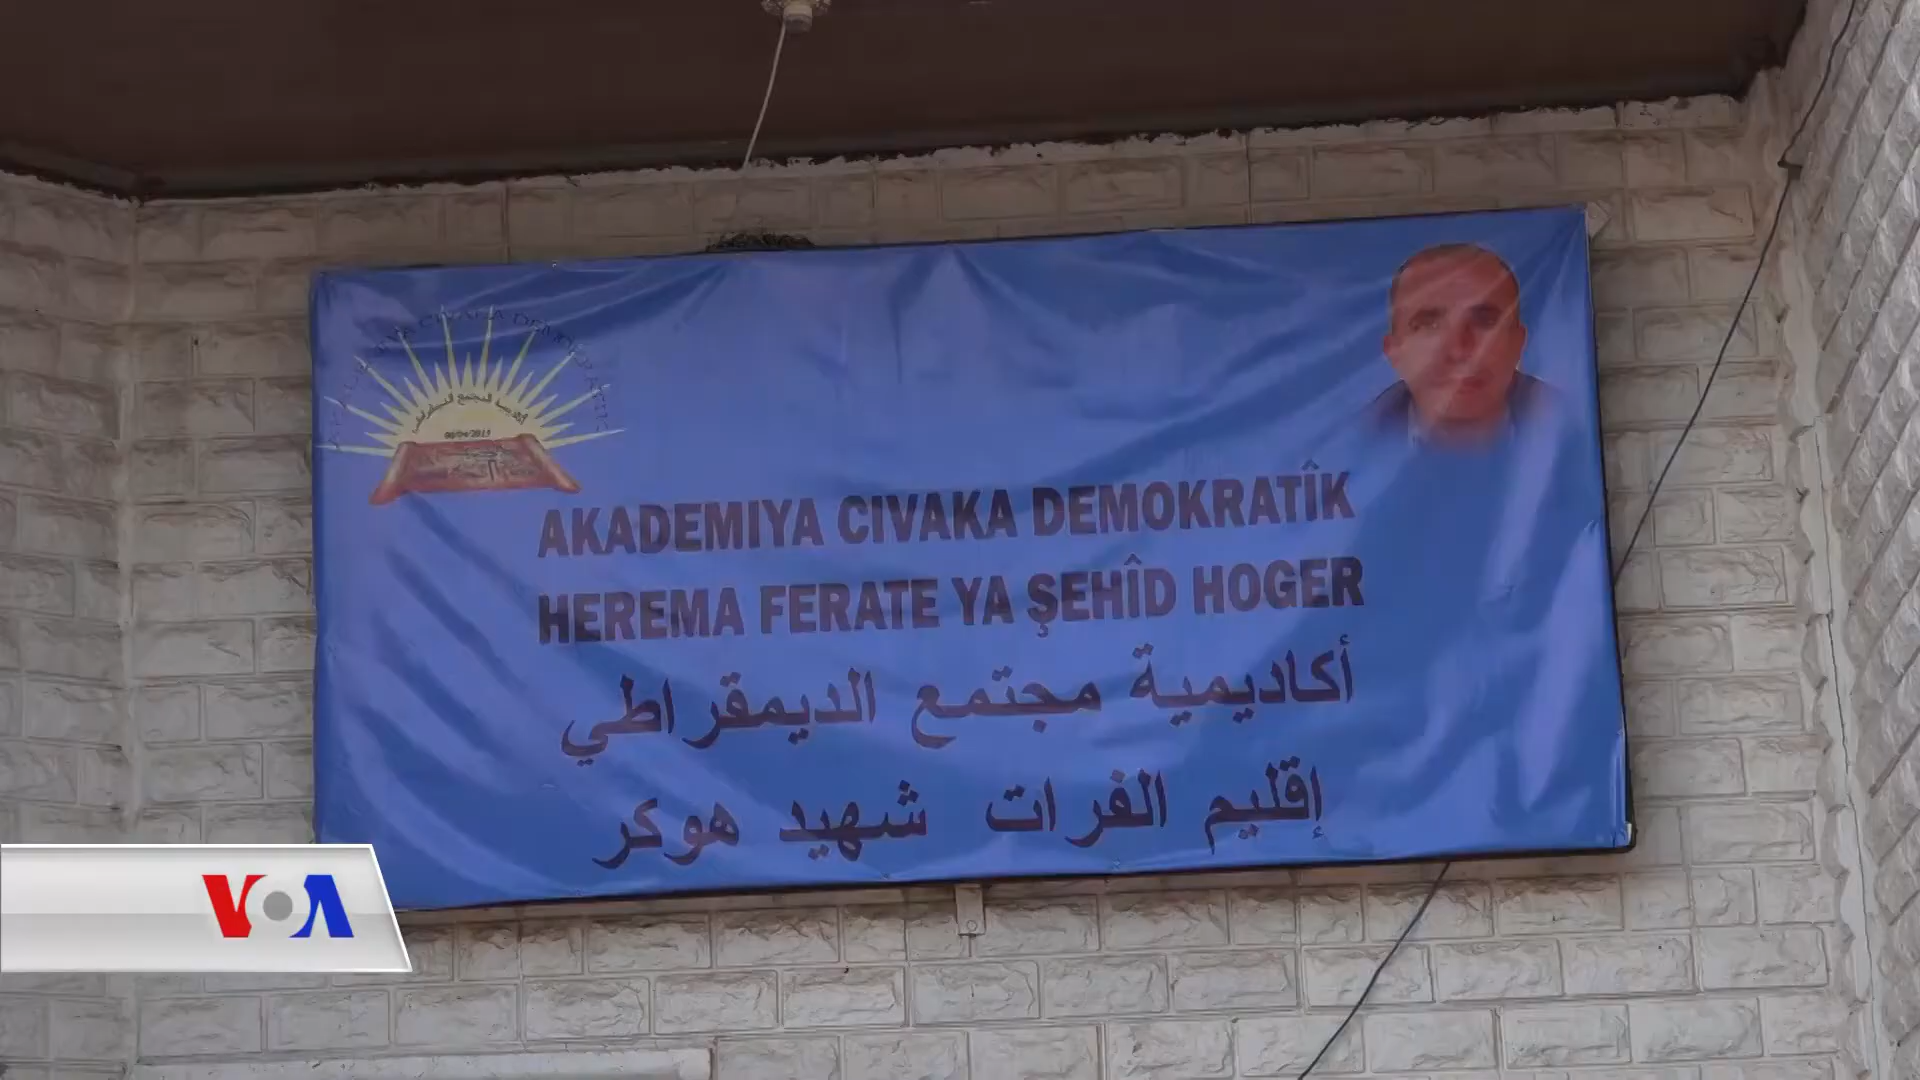 AKADEMIYA CIVAKA DEMOKRATÎK
HEREMA FERATE YA ŞEHÎD HOGER
أكاديمية مجتمع الديمقراطي
إقليم الفرات شهيد هوكر
VOA